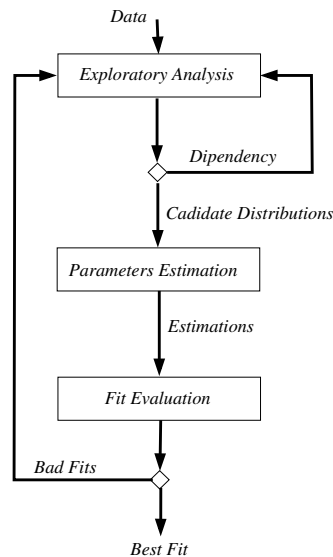 Data
Exploratory Analysis
Dipendency
Cadidate Distributions
Parameters Estimation
Estimations
Fit Evaluation
Bad Fits
Best Fit